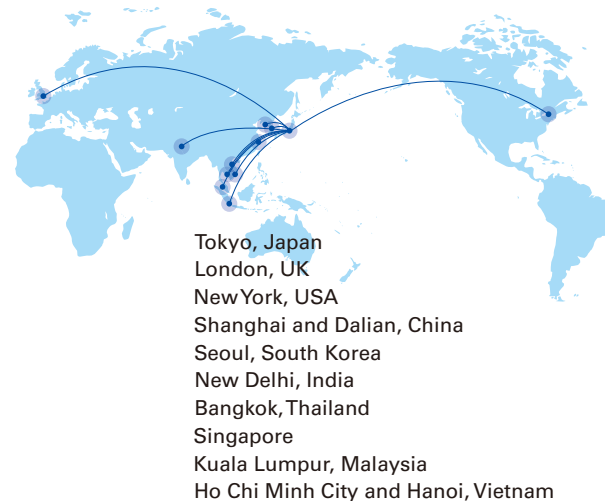 Tokyo, Japan
London, UK
New York, USA
Shanghai and Dalian, China
Seoul, South Korea
New Delhi, India
Bangkok, Thailand
Singapore
Kuala Lumpur, Malaysia
Ho Chi Minh City and Hanoi, Vietnam